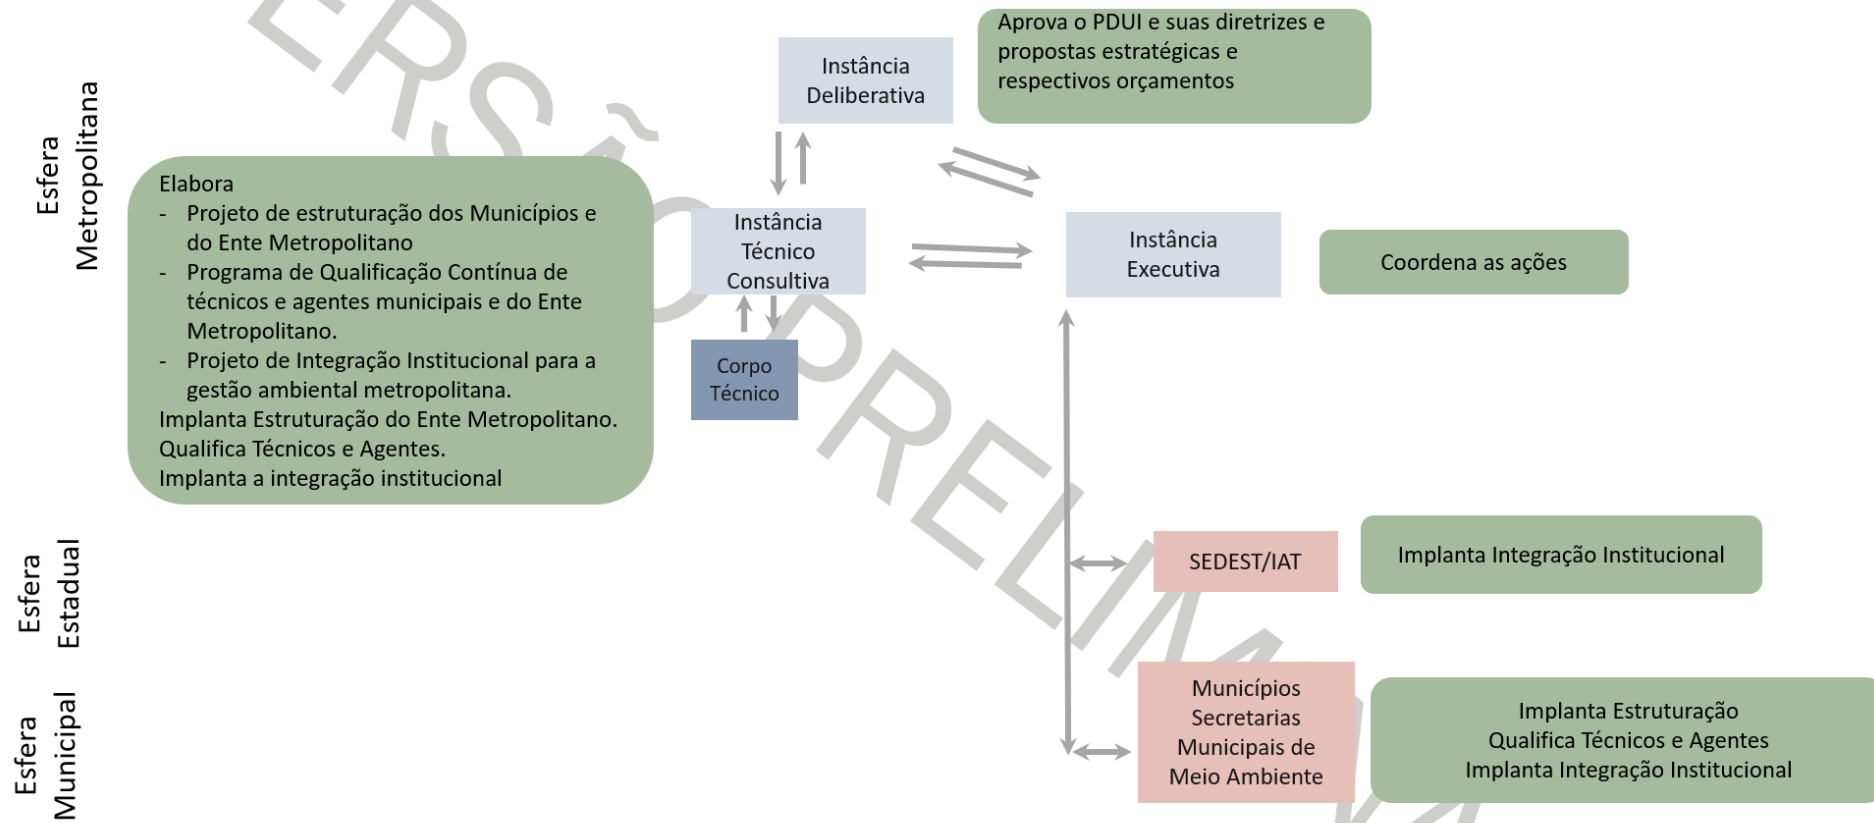 Esfera
Metropolitana
Instância
Deliberativa
Aprova o PDUI e suas diretrizes e
propostas estratégicas e
respectivos orçamentos
Elabora
- Projeto de estruturação dos Municípios e
do Ente Metropolitano
- Programa de Qualificação Contínua de
técnicos e agentes municipais e do Ente
Metropolitano.
- Projeto de Integração Institucional para a
gestão ambiental metropolitana.
Implanta Estruturação do Ente Metropolitano.
Qualifica Técnicos e Agentes.
Implanta a integração institucional
Instância
Técnico
Consultiva
Instância
Executiva
Coordena as ações
Corpo
Técnico
Esfera
Estadual
SEDEST/IAT
Implanta Integração Institucional
Esfera
Municipal
Municípios
Secretarias
Municipais de
Meio Ambiente
Implanta Estruturação
Qualifica Técnicos e Agentes
Implanta Integração Institucional